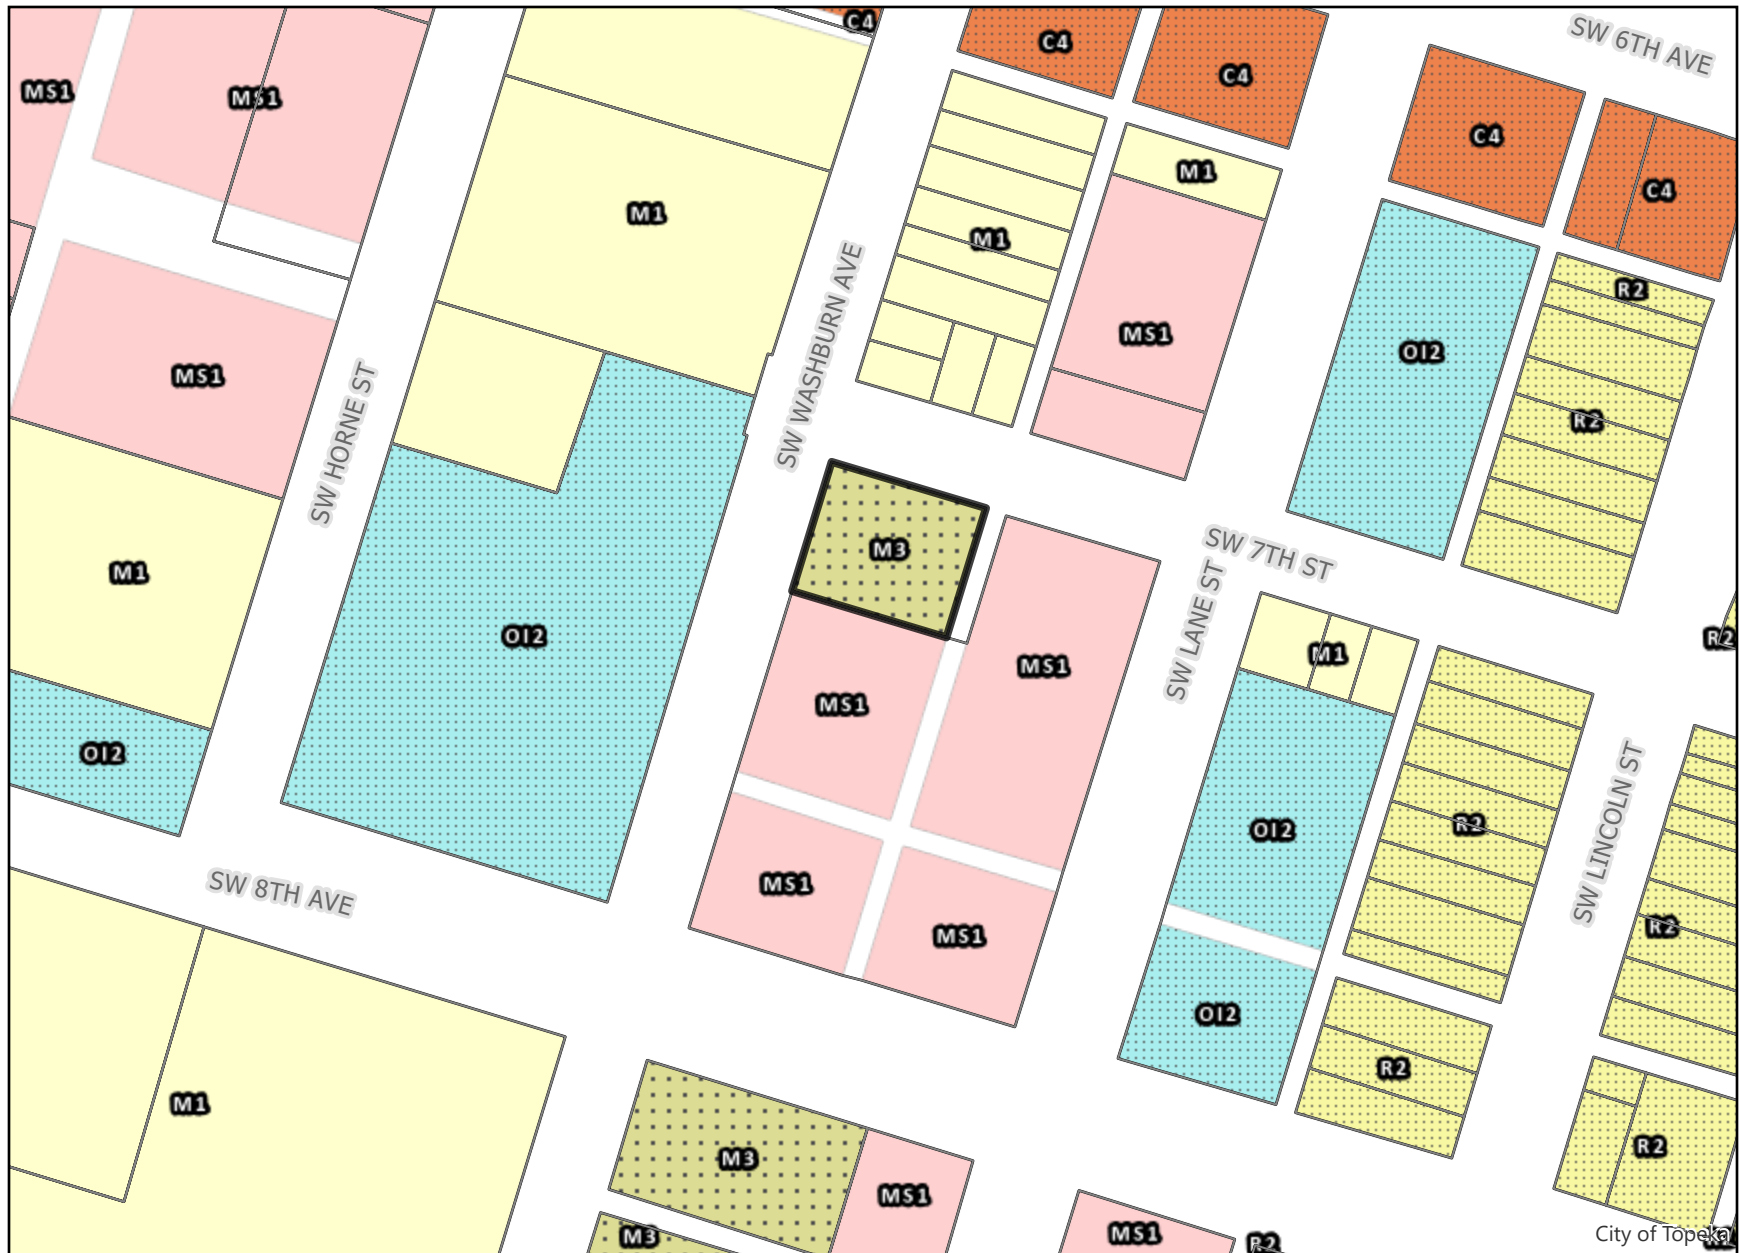 C4
C4
SW 6TH AVE
C4
MS1
MS1
C4
M1
C4
M1
M1
R2
MS1
OI2
MS1
R2
SW WASHBURN AVE
SW HORNE ST
M3
SW 7TH ST
M1
OI2
SW LANE ST
R2
M1
MS1
MS1
OI2
R2
OI2
SW LINCOLN ST
MS1
SW 8TH AVE
R2
MS1
OI2
R2
M1
R2
M3
MS1
MS1
M3
City of Topeka
R2